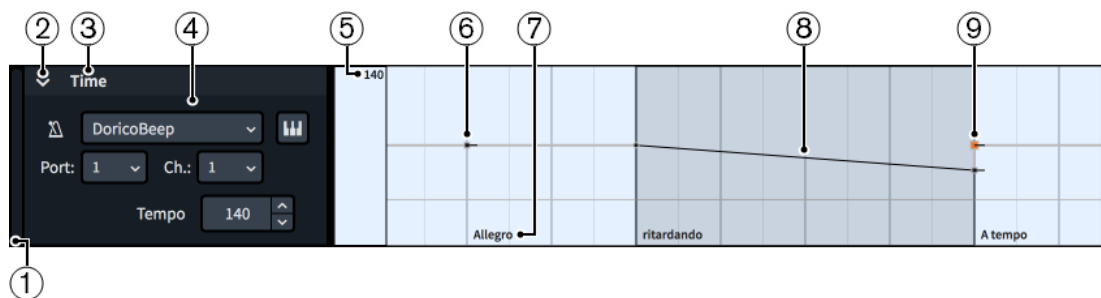 ② ③ ④ ⑤ ⑥ ⑦ ⑧ ⑨
Time
140
DoricoBeep
Port: 1 Ch.: 1
Tempo 140
Allegro ritardando A tempo
①